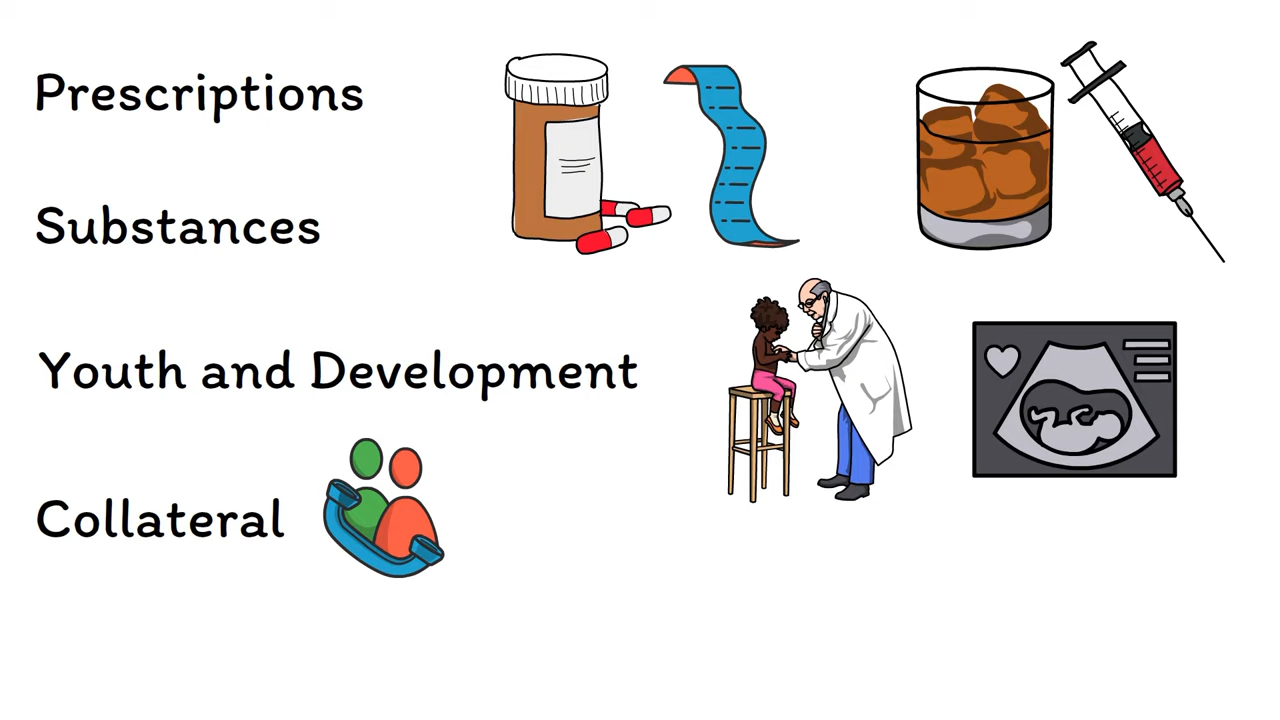 Prescriptions
Substances
Youth and Development
Collateral